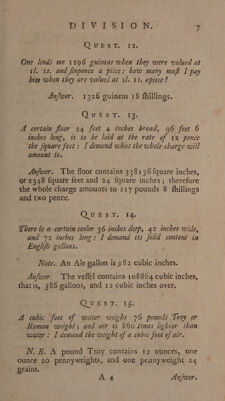 DIVISION. 7
QUEST. 12.
One lends me 1296 guineas when they were valued at
1l. 1s. and sixpence a piece: how many must I pay
him when they are valued at 1l. 1s. apiece?
Answer. 1326 guineas 18 shillings.
QUEST. 13.
A certain floor 24 feet 4 inches broad, 96 feet 6
inches long, is to be laid at the rate of 12 pence
the square foot: I demand what the whole charge will
amount to.
Answer. The floor contains 338136 square inches,
or 2348 square feet and 24 square inches; therefore
the whole charge amounts to 117 pounds 8 shillings
and two pence.
QUEST. 14.
There is a certain cooler 36 inches deep, 42 inches wide,
and 72 inches long: I demand its solid content in
English gallons.
Note. An Ale gallon is 282 cubic inches.
Answer. The vessel contains 108864 cubic inches,
that is, 386 gallons, and 12 cubic inches over.
QUEST. 15.
A cubic foot of water weighs 76 pounds Troy or
Roman weight; and air is 860 times lighter than
water: I demand the weight of a cubic foot of air.
N. B. A pound Troy contains 12 ounces, one
ounce 20 pennyweights, and one pennyweight 24
grains.
A 4 Answer.